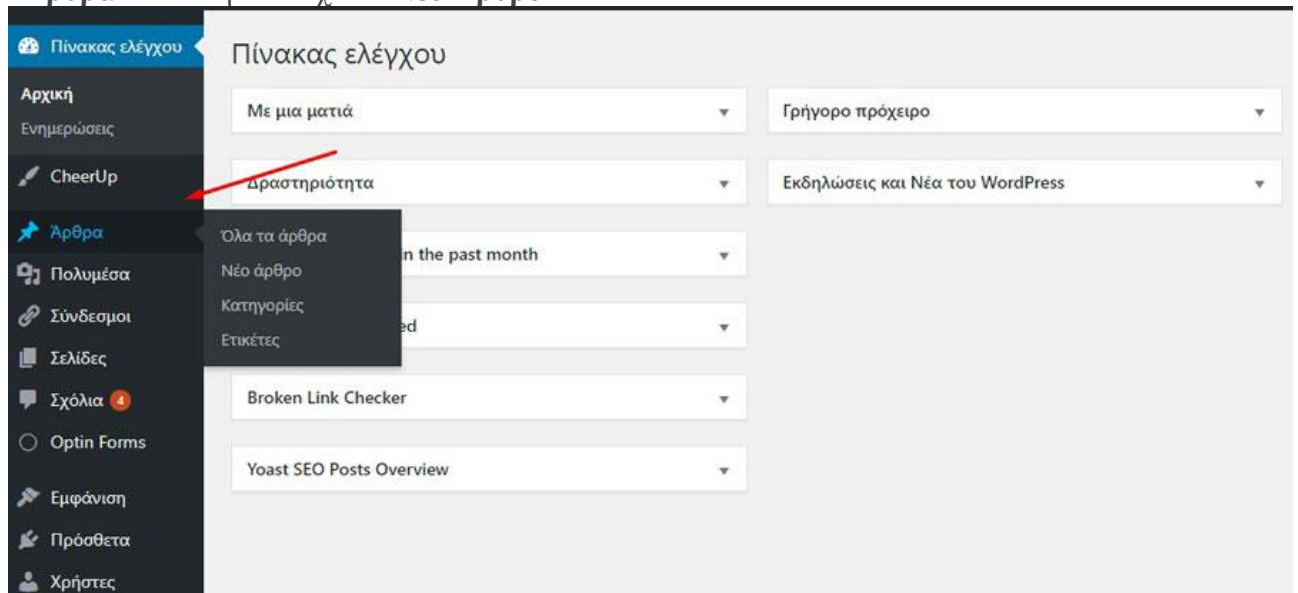 Πίνακας ελέγχου
Αρχική
Ενημερώσεις
CheerUp
Άρθρα
Πολυμέσα
Σύνδεσμοι
Σελίδες
Σχόλια 4
Optin Forms
Εμφάνιση
Πρόσθετα
Χρήστες
Όλα τα άρθρα
Νέο άρθρο
Κατηγορίες
Ετικέτες
Πίνακας ελέγχου
Με μια ματιά
Δραστηριότητα
in the past month
Broken Link Checker
Yoast SEO Posts Overview
Γρήγορο πρόχειρο
Εκδηλώσεις και Νέα του WordPress